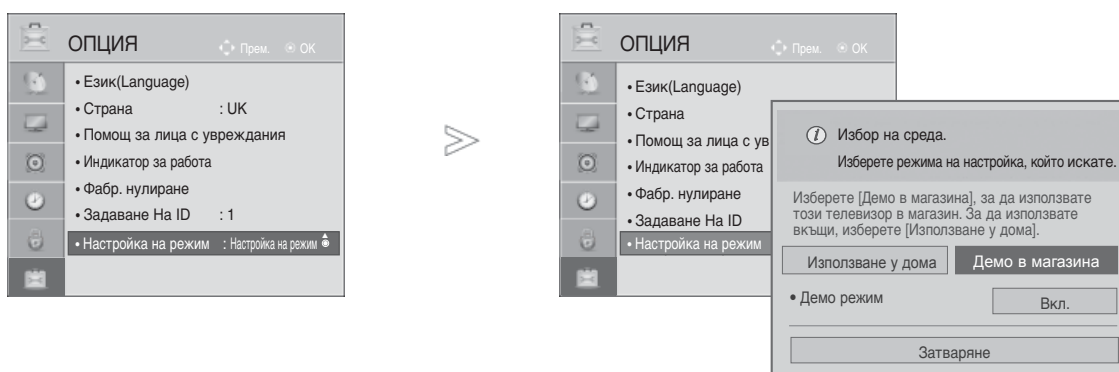 ОПЦИЯ
Прем. OK
• Език(Language)
• Страна : UK
• Помощ за лица с увреждания
• Индикатор за работа
• Фабр. нулиране
• Задаване На ID : 1
• Настройка на режим : Настройка на режим
ОПЦИЯ
Прем. OK
• Език(Language)
• Страна
• Помощ за лица с ув
• Индикатор за работа
• Фабр. нулиране
• Задаване На ID
• Настройка на режим
Избор на среда.
Изберете режима на настройка, който искате.
Изберете [Демо в магазина], за да използвате
този телевизор в магазин. За да използвате
вкъщи, изберете [Използване у дома].
Използване у дома Демо в магазина
• Демо режим Вкл.
Затваряне